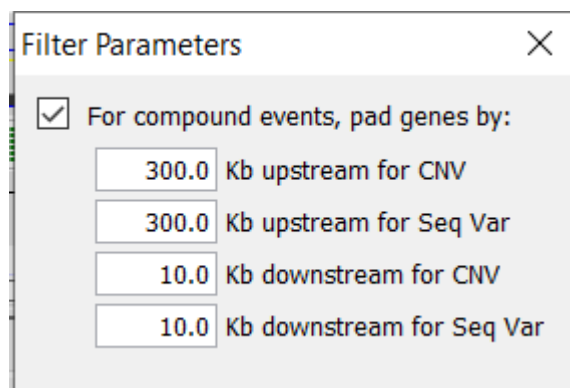 Filter Parameters
For compound events, pad genes by:
300.0 Kb upstream for CNV
300.0 Kb upstream for Seq Var
10.0 Kb downstream for CNV
10.0 Kb downstream for Seq Var